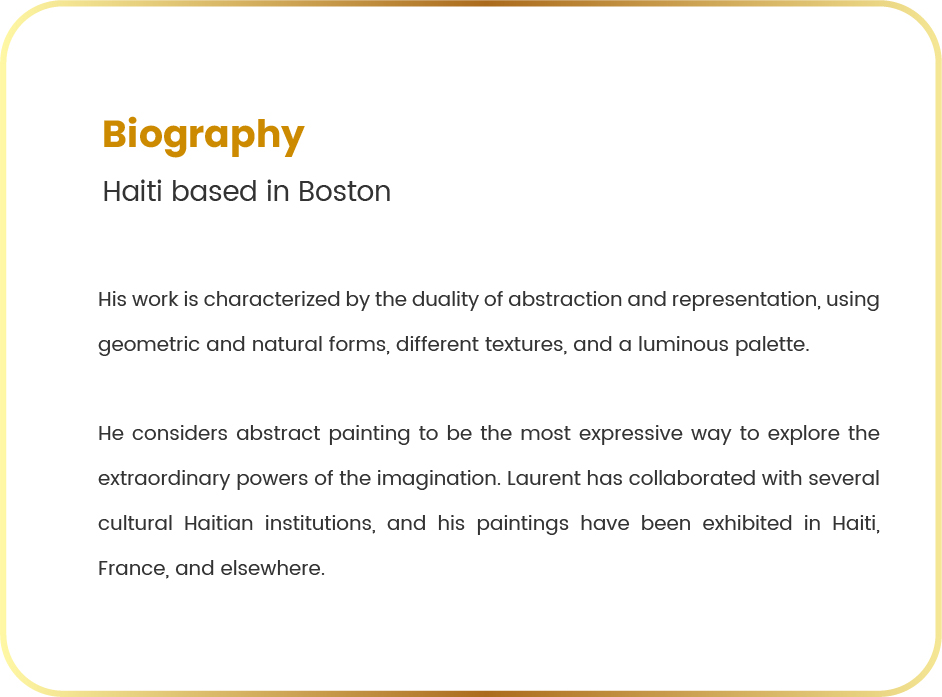 Biography
Haiti based in Boston
His work is characterized by the duality of abstraction and representation, using
geometric and natural forms, different textures, and a luminous palette.
He considers abstract painting to be the most expressive way to explore the
extraordinary powers of the imagination. Laurent has collaborated with several
cultural Haitian institutions, and his paintings have been exhibited in Haiti,
France, and elsewhere.